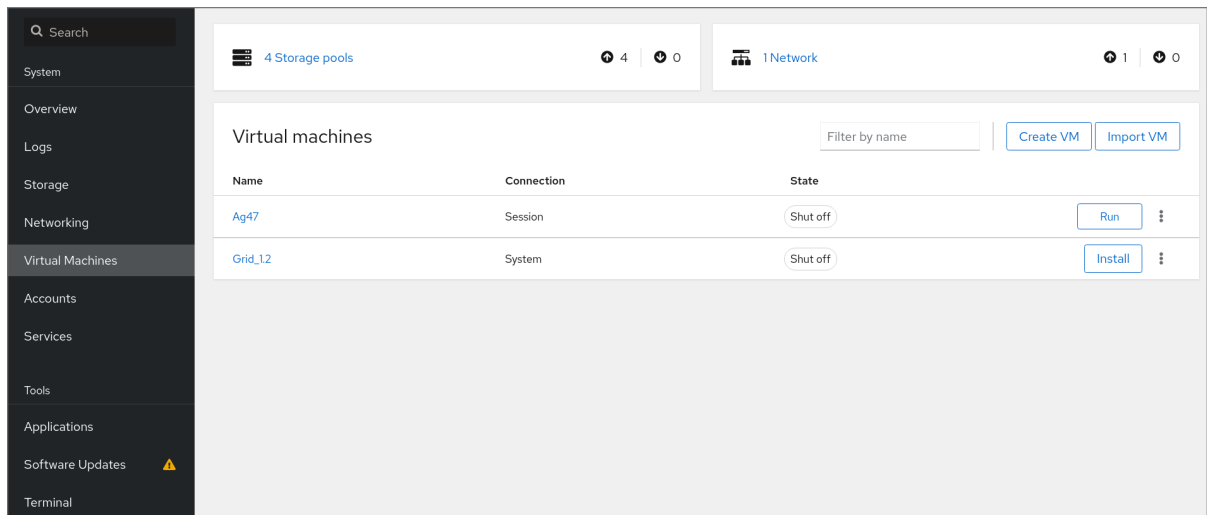 Search
System
Overview
Logs
Storage
Networking
Virtual Machines
Accounts
Services
Tools
Applications
Software Updates
Terminal
4 Storage pools 4 0
1 Network 1 0
Virtual machines Filter by name Create VM Import VM
Name Connection State
Ag47 Session Shut off Run
Grid_1.2 System Shut off Install